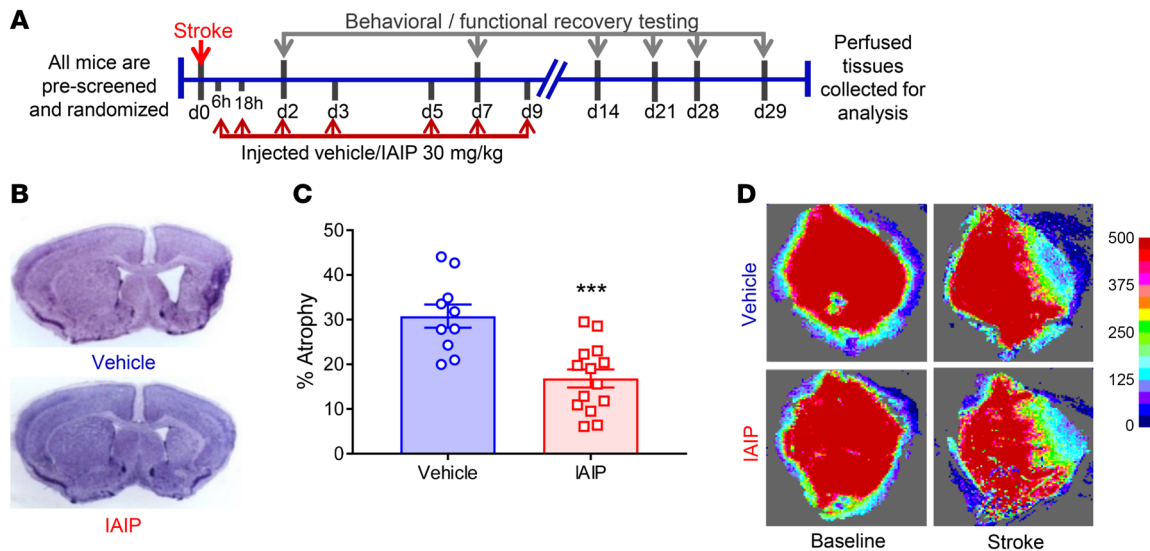 A
Stroke
Behavioral / functional recovery testing
All mice are
pre-screened
and randomized
Perfused
tissues
collected for
analysis
d0
6h
18h
d2
d3
d5
d7
d9
d14
d21
d28
d29
Injected vehicle/IAIP 30 mg/kg
B
Vehicle
IAIP
C
% Atrophy
50
40
30
20
10
0
***
Vehicle
IAIP
D
Vehicle
IAIP
Baseline
Stroke
500
375
250
125
0